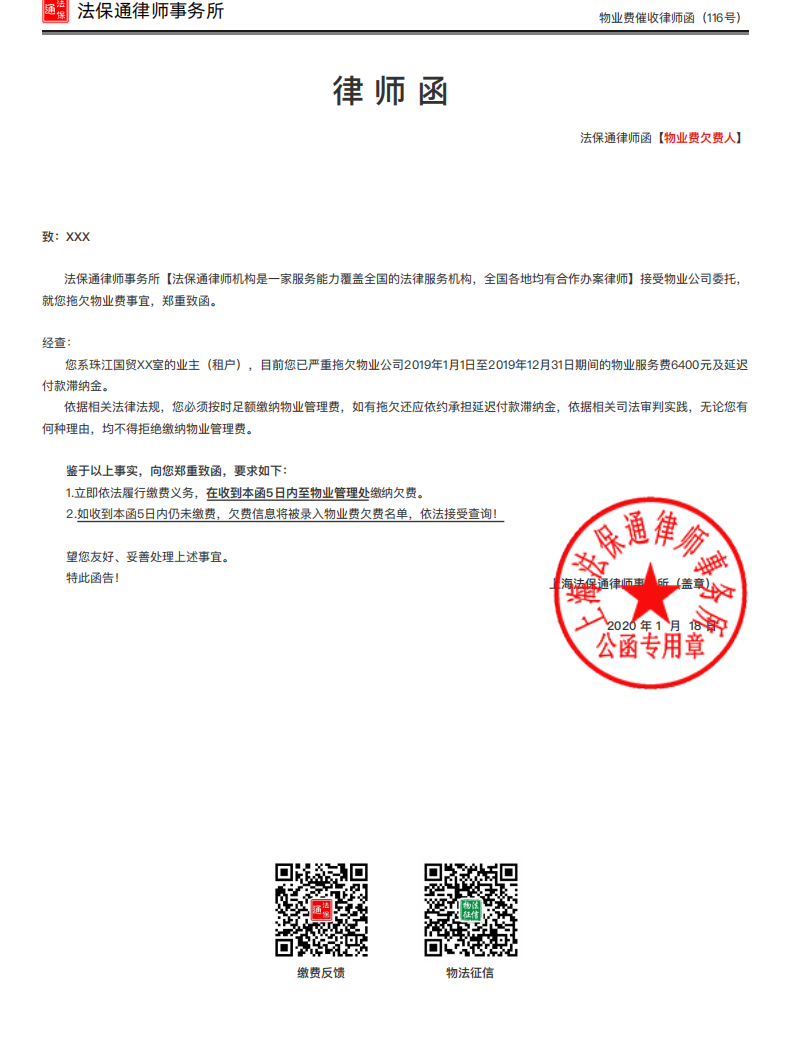 通 法保 法保通律师事务所
物业费催收律师函（116号）
律师函
法保通律师函【物业费欠费人】
致：XXX
法保通律师事务所【法保通律师机构是一家服务能力覆盖全国的法律服务机构，全国各地均有合作办案律师】接受物业公司委托，
就您拖欠物业费事宜，郑重致函。
经查：
您系珠江国贸XX室的业主（租户），目前您已严重拖欠物业公司2019年1月1日至2019年12月31日期间的物业服务费6400元及延迟
付款滞纳金。
依据相关法律法规，您必须按时足额缴纳物业管理费，如有拖欠还应依约承担延迟付款滞纳金，依据相关司法审判实践，无论您有
何种理由，均不得拒绝缴纳物业管理费。
鉴于以上事实，向您郑重致函，要求如下：
1.立即依法履行缴费义务，在收到本函5日内至物业管理处缴纳欠费。
2.如收到本函5日内仍未缴费，欠费信息将被录入物业费欠费名单，依法接受查询！
望您友好、妥善处理上述事宜。
特此函告！
上海法保通律师事务所（盖章）
2020 年 1 月 18 日
上海法保通律师事务所
公函专用章
通 法保
物法征信
缴费反馈
物法征信